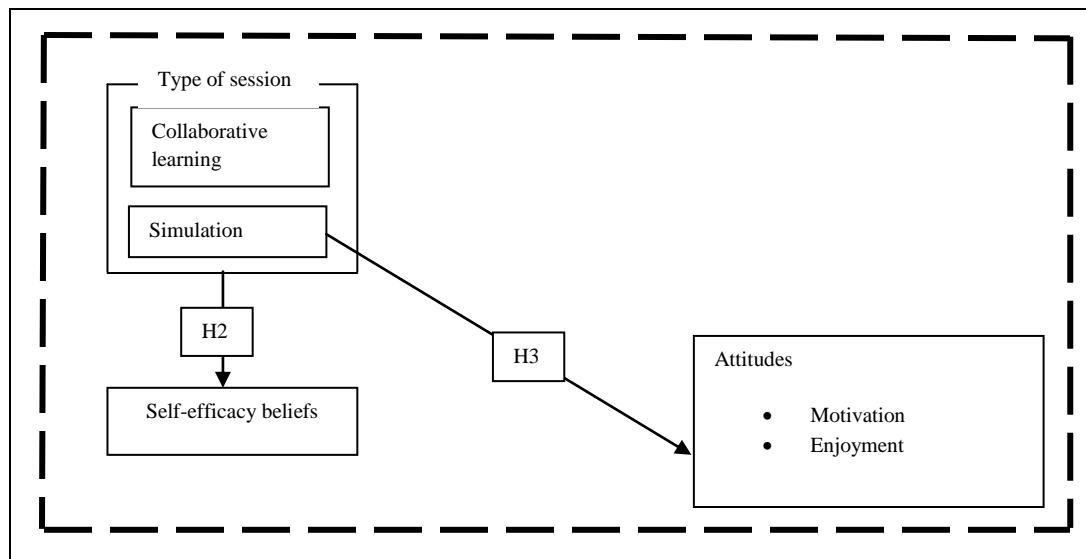 Type of session
Collaborative
learning
Simulation
H2
H3
Self-efficacy beliefs
Attitudes
• Motivation
• Enjoyment